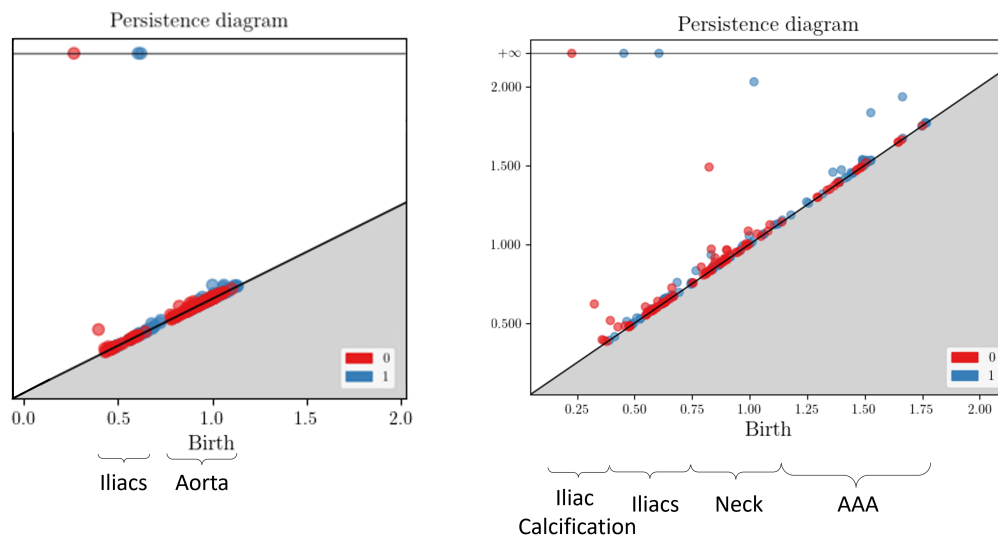 Persistence diagram
0
1
0.0 0.5 1.0 1.5 2.0
Birth
Iliacs Aorta
Persistence diagram
+∞
2.000
1.500
1.000
0.500
0
1
0.25 0.50 0.75 1.00 1.25 1.50 1.75 2.00
Birth
Iliac
Calcification
Iliacs Neck AAA